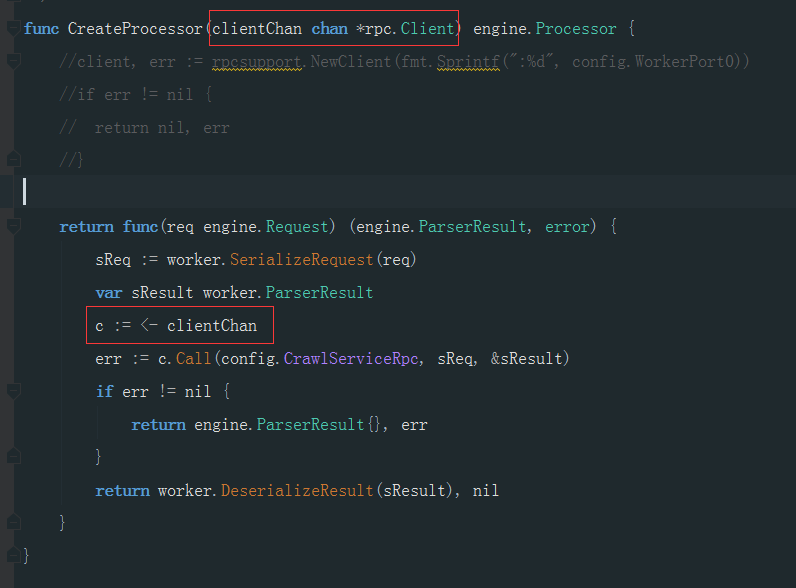 func CreateProcessor(clientChan chan *rpc.Client) engine.Processor {
//client, err := rpcsupport.NewClient(fmt.Sprintf(":%d", config.WorkerPort0))
//if err != nil {
//  return nil, err
//}
return func(req engine.Request) (engine.ParserResult, error) {
sReq := worker.SerializeRequest(req)
var sResult worker.ParserResult
c := <- clientChan
err := c.Call(config.CrawlServiceRpc, sReq, &sResult)
if err != nil {
return engine.ParserResult{}, err
}
return worker.DeserializeResult(sResult), nil
}
}